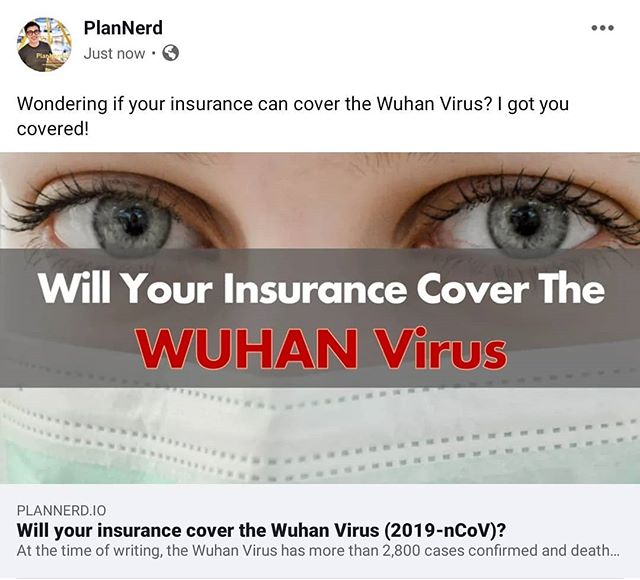 PlanNerd
Just now
Wondering if your insurance can cover the Wuhan Virus? I got you
covered!
Will Your Insurance Cover The
WUHAN Virus
PLANNERD.IO
Will your insurance cover the Wuhan Virus (2019-nCoV)?
At the time of writing, the Wuhan Virus has more than 2,800 cases confirmed and death...